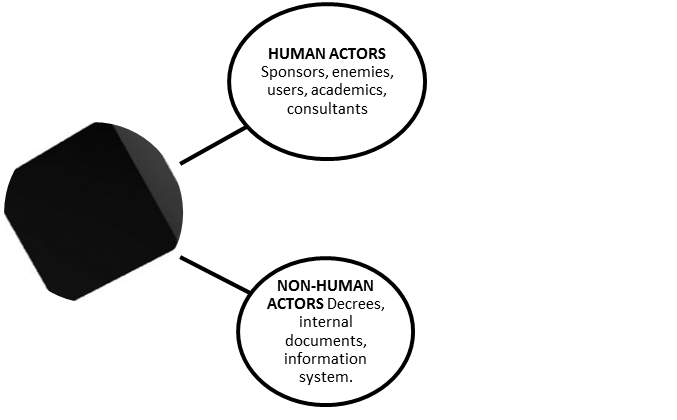 HUMAN ACTORS
Sponsors, enemies,
users, academics,
consultants
NON-HUMAN
ACTORS Decrees,
internal
documents,
information
system.